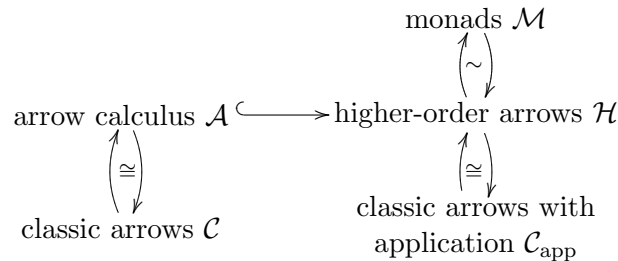 monads ℳ
∼
arrow calculus 𝒜
higher-order arrows ℋ
≅
≅
classic arrows 𝒞
classic arrows with
application 𝒞app